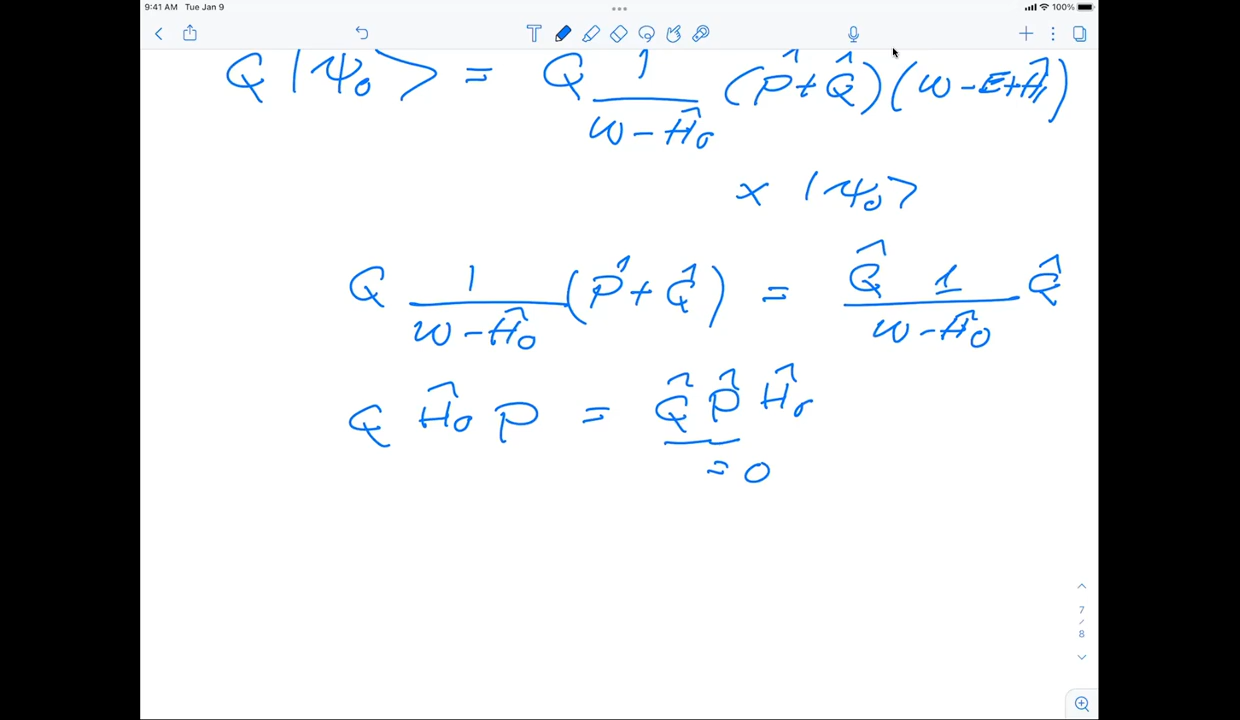 9:41 AM Tue Jan 9 100%
Q |ψ₀> = Q 1/(ω - Ĥ₀) (P̂ + Q̂)(ω - E + Ĥ₁)
× |ψ₀>
Q 1/(ω - Ĥ₀) (P̂ + Q̂) = Q̂ 1/(ω - Ĥ₀) Q̂
Q Ĥ₀ P = Q̂ P̂ Ĥ₀
= 0
7
/
8